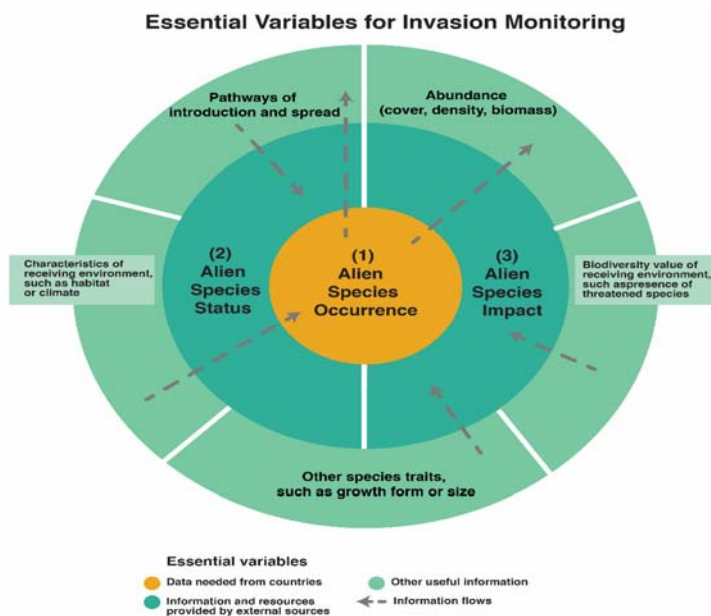 Essential Variables for Invasion Monitoring
Pathways of
introduction and spread
Abundance
(cover, density, biomass)
Characteristics of
receiving environment,
such as habitat
or climate
(2)
Alien
Species
Status
(1)
Alien
Species
Occurrence
(3)
Alien
Species
Impact
Biodiversity value of
receiving environment,
such aspresence of
threatened species
Other species traits,
such as growth form or size
Essential variables
Data needed from countries
Other useful information
Information and resources
provided by external sources
Information flows